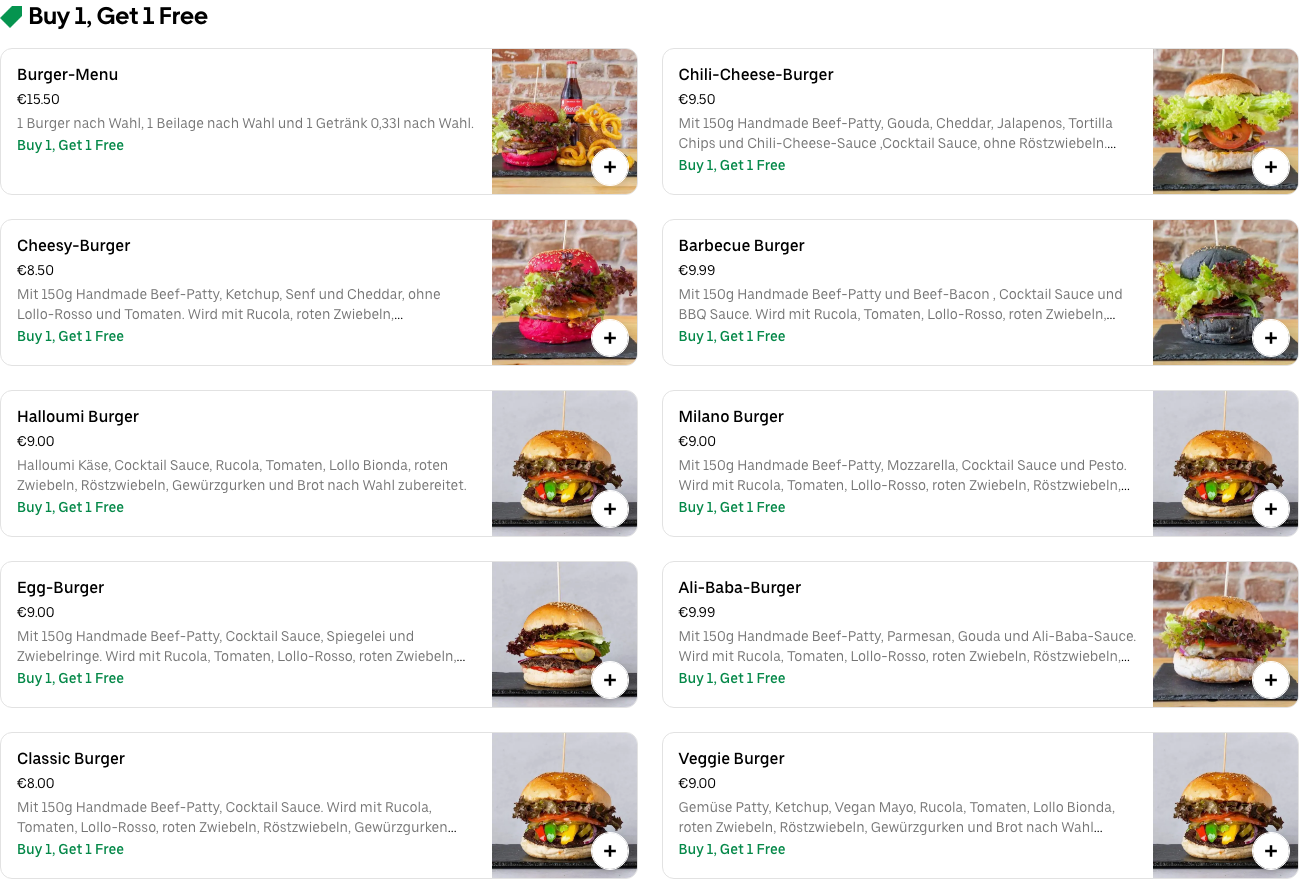 Buy 1, Get 1 Free
Burger-Menu
€15.50
1 Burger nach Wahl, 1 Beilage nach Wahl und 1 Getränk 0,33l nach Wahl.
Buy 1, Get 1 Free
Chili-Cheese-Burger
€9.50
Mit 150g Handmade Beef-Patty, Gouda, Cheddar, Jalapenos, Tortilla
Chips und Chili-Cheese-Sauce ,Cocktail Sauce, ohne Röstzwiebeln....
Buy 1, Get 1 Free
Cheesy-Burger
€8.50
Mit 150g Handmade Beef-Patty, Ketchup, Senf und Cheddar, ohne
Lollo-Rosso und Tomaten. Wird mit Rucola, roten Zwiebeln,...
Buy 1, Get 1 Free
Barbecue Burger
€9.99
Mit 150g Handmade Beef-Patty und Beef-Bacon , Cocktail Sauce und
BBQ Sauce. Wird mit Rucola, Tomaten, Lollo-Rosso, roten Zwiebeln,...
Buy 1, Get 1 Free
Halloumi Burger
€9.00
Halloumi Käse, Cocktail Sauce, Rucola, Tomaten, Lollo Bionda, roten
Zwiebeln, Röstzwiebeln, Gewürzgurken und Brot nach Wahl zubereitet.
Buy 1, Get 1 Free
Milano Burger
€9.00
Mit 150g Handmade Beef-Patty, Mozzarella, Cocktail Sauce und Pesto.
Wird mit Rucola, Tomaten, Lollo-Rosso, roten Zwiebeln, Röstzwiebeln,...
Buy 1, Get 1 Free
Egg-Burger
€9.00
Mit 150g Handmade Beef-Patty, Cocktail Sauce, Spiegelei und
Zwiebelringe. Wird mit Rucola, Tomaten, Lollo-Rosso, roten Zwiebeln,...
Buy 1, Get 1 Free
Ali-Baba-Burger
€9.99
Mit 150g Handmade Beef-Patty, Parmesan, Gouda und Ali-Baba-Sauce.
Wird mit Rucola, Tomaten, Lollo-Rosso, roten Zwiebeln, Röstzwiebeln,...
Buy 1, Get 1 Free
Classic Burger
€8.00
Mit 150g Handmade Beef-Patty, Cocktail Sauce. Wird mit Rucola,
Tomaten, Lollo-Rosso, roten Zwiebeln, Röstzwiebeln, Gewürzgurken...
Buy 1, Get 1 Free
Veggie Burger
€9.00
Gemüse Patty, Ketchup, Vegan Mayo, Rucola, Tomaten, Lollo Bionda,
roten Zwiebeln, Röstzwiebeln, Gewürzgurken und Brot nach Wahl...
Buy 1, Get 1 Free